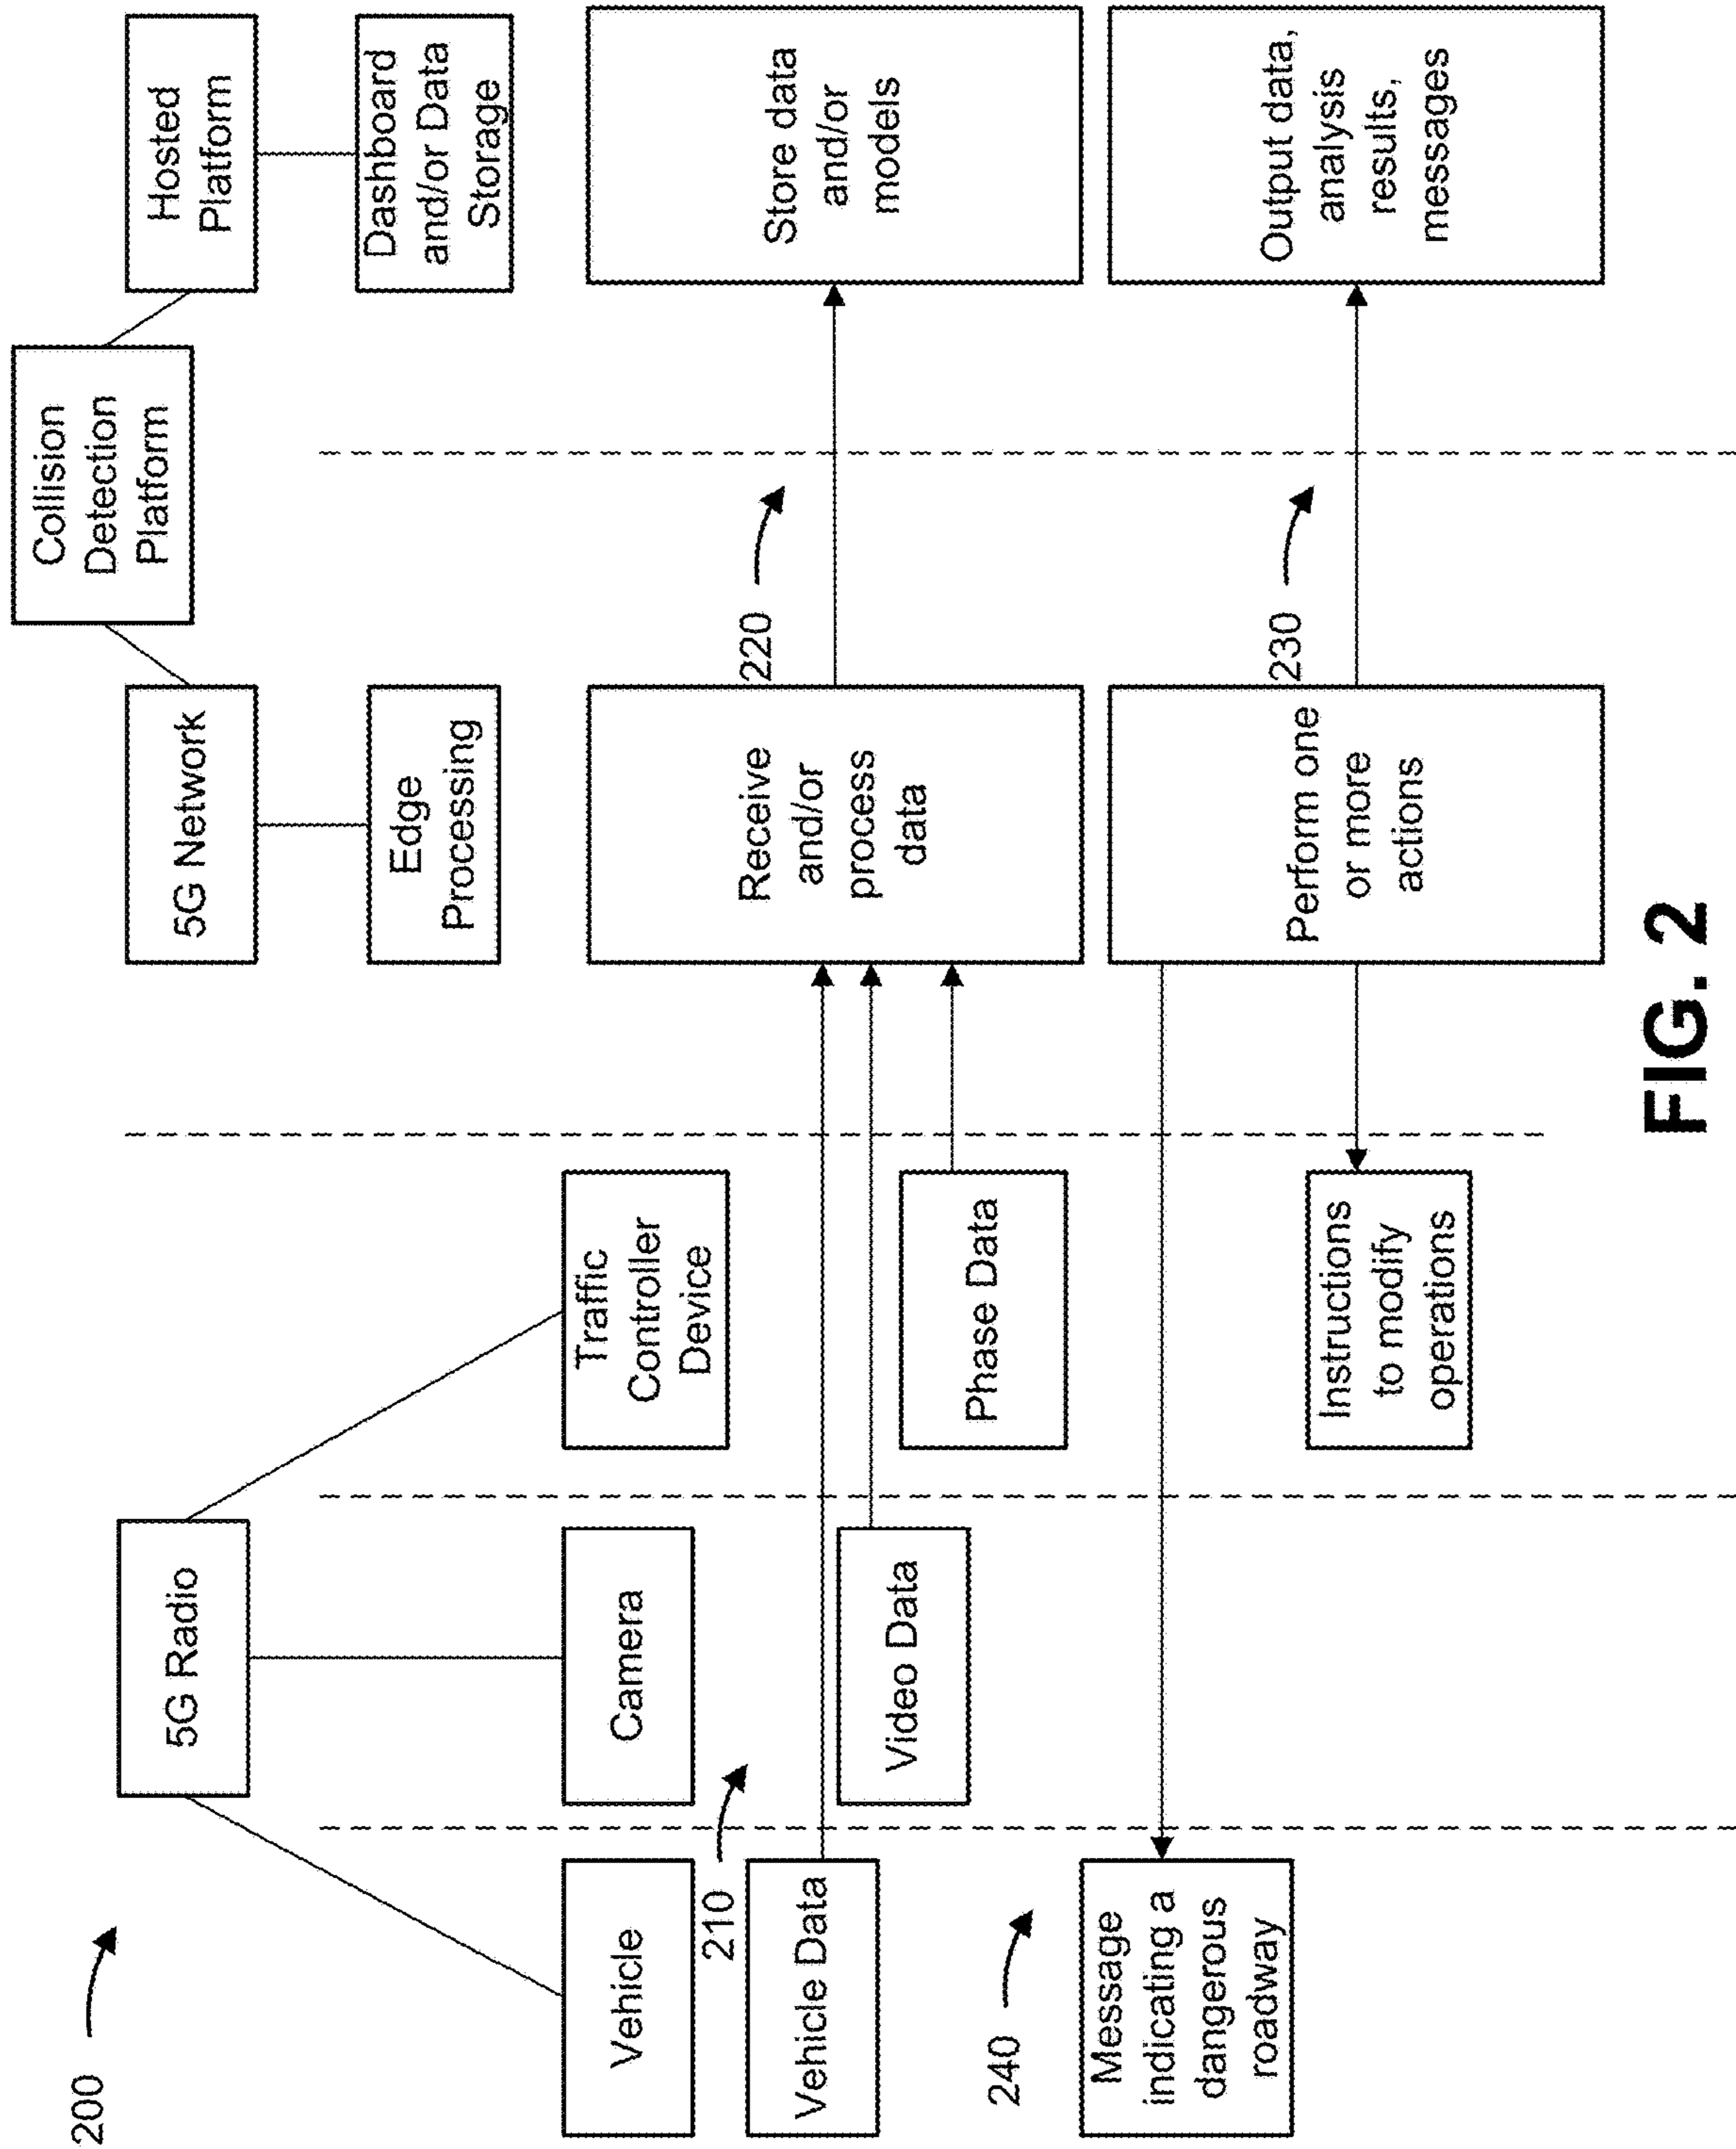 200
5G Radio
5G Network
Collision
Detection
Platform
Hosted
Platform
Edge
Processing
Dashboard
and/or Data
Storage
Vehicle
Camera
Traffic
Controller
Device
210
Vehicle Data
Video Data
Phase Data
Receive
and/or
process
data
220
Store data
and/or
models
240
Message
indicating a
dangerous
roadway
Instructions
to modify
operations
Perform one
or more
actions
230
Output data,
analysis
results,
messages
FIG. 2